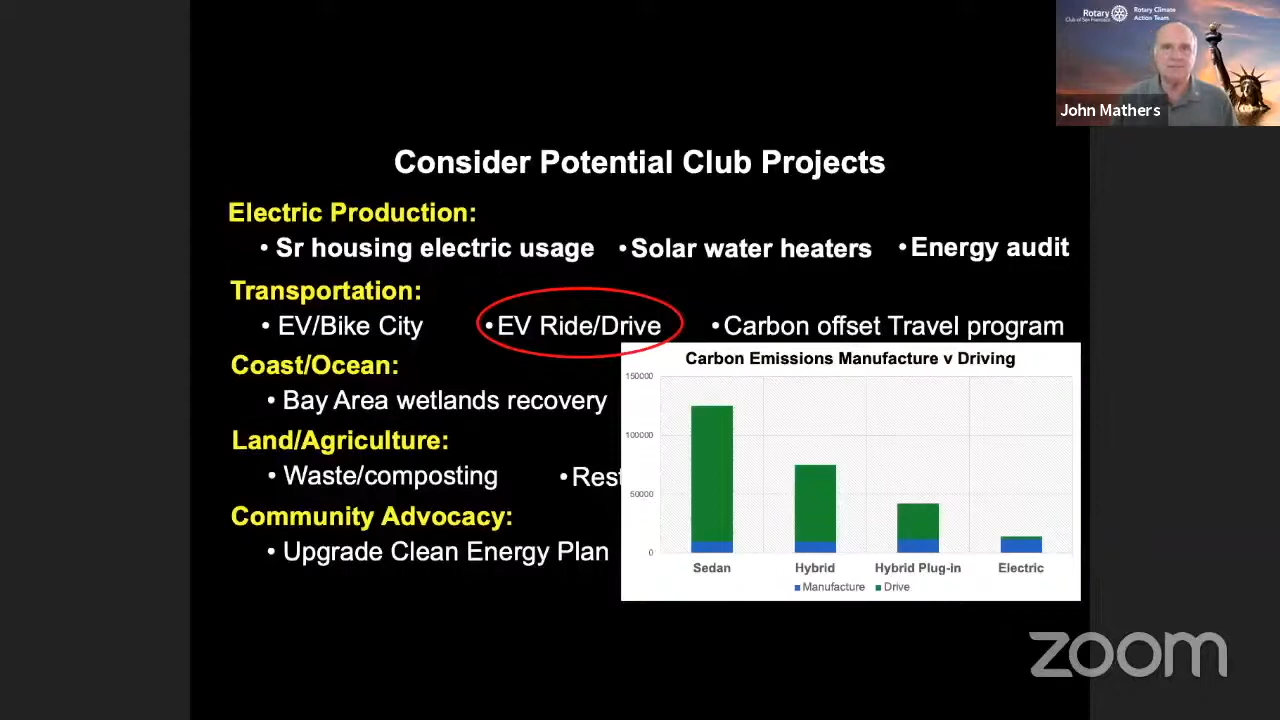 Rotary
Club of San Francisco
Rotary Climate
Action Team
John Mathers
Consider Potential Club Projects
Electric Production:
• Sr housing electric usage • Solar water heaters • Energy audit
Transportation:
• EV/Bike City • EV Ride/Drive • Carbon offset Travel program
Coast/Ocean:
• Bay Area wetlands recovery
Land/Agriculture:
• Waste/composting • Rest
Community Advocacy:
• Upgrade Clean Energy Plan
Carbon Emissions Manufacture v Driving
150000
100000
50000
0
Sedan Hybrid Hybrid Plug-in Electric
Manufacture Drive
zoom